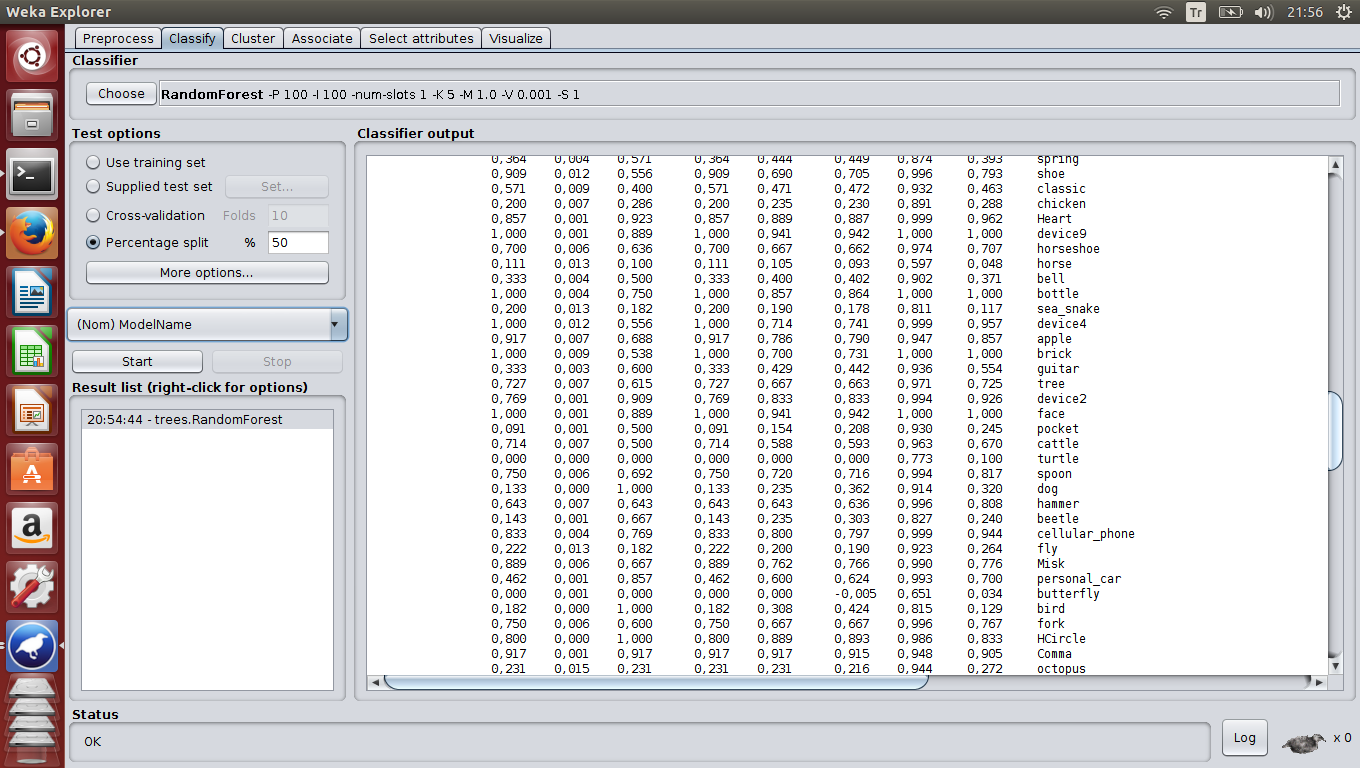 Weka Explorer
Tr
21:56
Preprocess Classify Cluster Associate Select attributes Visualize
Classifier
Choose RandomForest -P 100 -I 100 -num-slots 1 -K 5 -M 1.0 -V 0.001 -S 1
Test options
Use training set
Supplied test set Set...
Cross-validation Folds 10
Percentage split % 50
More options...
(Nom) ModelName
Start Stop
Result list (right-click for options)
20:54:44 - trees.RandomForest
Classifier output
0,364 0,004 0,571 0,364 0,444 0,449 0,874 0,393 spring
0,909 0,012 0,556 0,909 0,690 0,705 0,996 0,793 shoe
0,571 0,009 0,400 0,571 0,471 0,472 0,932 0,463 classic
0,200 0,007 0,286 0,200 0,235 0,230 0,891 0,288 chicken
0,857 0,001 0,923 0,857 0,889 0,887 0,999 0,962 Heart
1,000 0,001 0,889 1,000 0,941 0,942 1,000 1,000 device9
0,700 0,006 0,636 0,700 0,667 0,662 0,974 0,707 horseshoe
0,111 0,013 0,100 0,111 0,105 0,093 0,597 0,048 horse
0,333 0,004 0,500 0,333 0,400 0,402 0,902 0,371 bell
1,000 0,004 0,750 1,000 0,857 0,864 1,000 1,000 bottle
0,200 0,013 0,182 0,200 0,190 0,178 0,811 0,117 sea_snake
1,000 0,012 0,556 1,000 0,714 0,741 0,999 0,957 device4
0,917 0,007 0,688 0,917 0,786 0,790 0,947 0,857 apple
1,000 0,009 0,538 1,000 0,700 0,731 1,000 1,000 brick
0,333 0,003 0,600 0,333 0,429 0,442 0,936 0,554 guitar
0,727 0,007 0,615 0,727 0,667 0,663 0,971 0,725 tree
0,769 0,001 0,909 0,769 0,833 0,833 0,994 0,926 device2
1,000 0,001 0,889 1,000 0,941 0,942 1,000 1,000 face
0,091 0,001 0,500 0,091 0,154 0,208 0,930 0,245 pocket
0,714 0,007 0,500 0,714 0,588 0,593 0,963 0,670 cattle
0,000 0,000 0,000 0,000 0,000 0,000 0,773 0,100 turtle
0,750 0,006 0,692 0,750 0,720 0,716 0,994 0,817 spoon
0,133 0,000 1,000 0,133 0,235 0,362 0,914 0,320 dog
0,643 0,007 0,643 0,643 0,643 0,636 0,996 0,808 hammer
0,143 0,001 0,667 0,143 0,235 0,303 0,827 0,240 beetle
0,833 0,004 0,769 0,833 0,800 0,797 0,999 0,944 cellular_phone
0,222 0,013 0,182 0,222 0,200 0,190 0,923 0,264 fly
0,889 0,006 0,667 0,889 0,762 0,766 0,990 0,776 Misk
0,462 0,001 0,857 0,462 0,600 0,624 0,993 0,700 personal_car
0,000 0,001 0,000 0,000 0,000 -0,005 0,651 0,034 butterfly
0,182 0,000 1,000 0,182 0,308 0,424 0,815 0,129 bird
0,750 0,006 0,600 0,750 0,667 0,667 0,996 0,767 fork
0,800 0,000 1,000 0,800 0,889 0,893 0,986 0,833 HCircle
0,917 0,001 0,917 0,917 0,917 0,915 0,948 0,905 Comma
0,231 0,015 0,231 0,231 0,231 0,216 0,944 0,272 octopus
Status
OK
Log
x 0